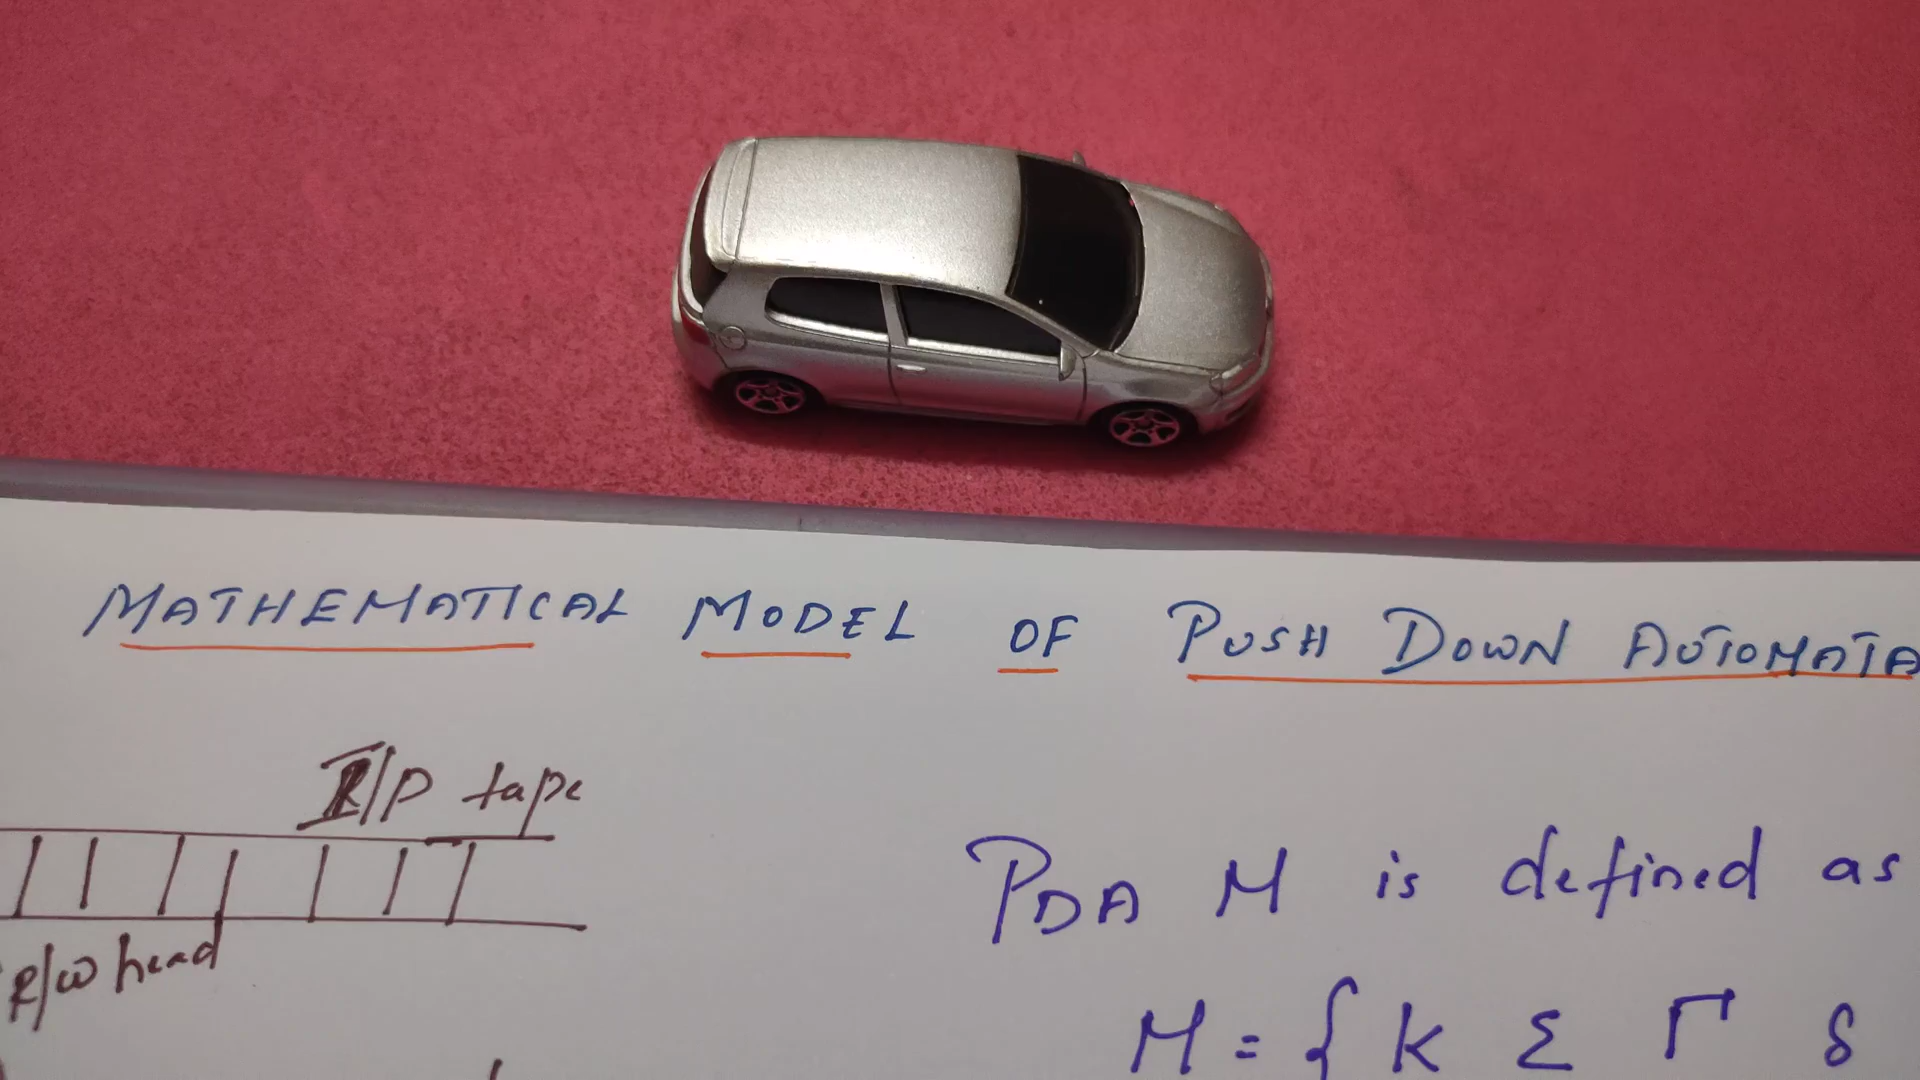 MATHEMATICAL MODEL OF PUSH DOWN AUTOMATA
I/P tape
R/W head
PDA M is defined as
M = { K Σ Γ δ